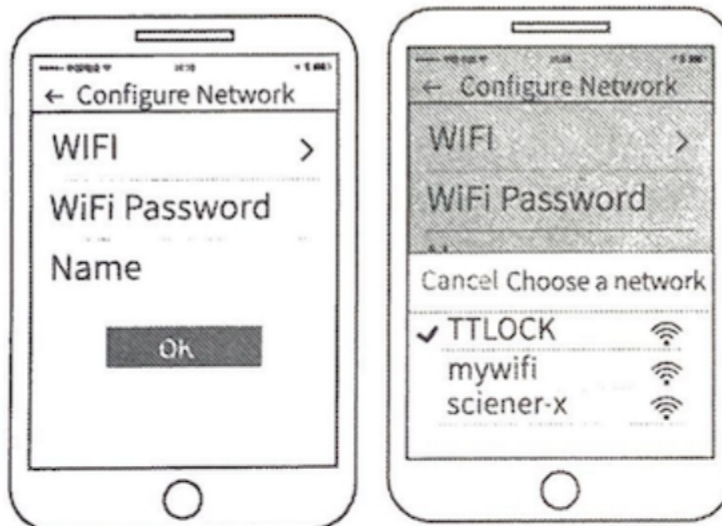 ← Configure Network
WIFI >
WiFi Password
Name
OK
← Configure Network
WIFI >
WiFi Password
Cancel Choose a network
✓ TTLOCK
mywifi
sciener-x